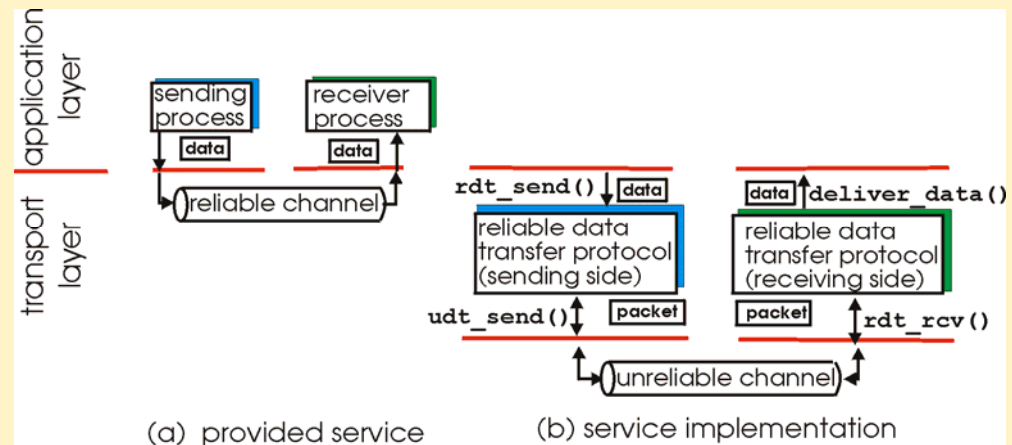 application
layer
transport
layer
sending
process
receiver
process
data
data
reliable channel
rdt_send()
data
data
deliver_data()
reliable data
transfer protocol
(sending side)
reliable data
transfer protocol
(receiving side)
udt_send()
packet
packet
rdt_rcv()
unreliable channel
(a) provided service
(b) service implementation